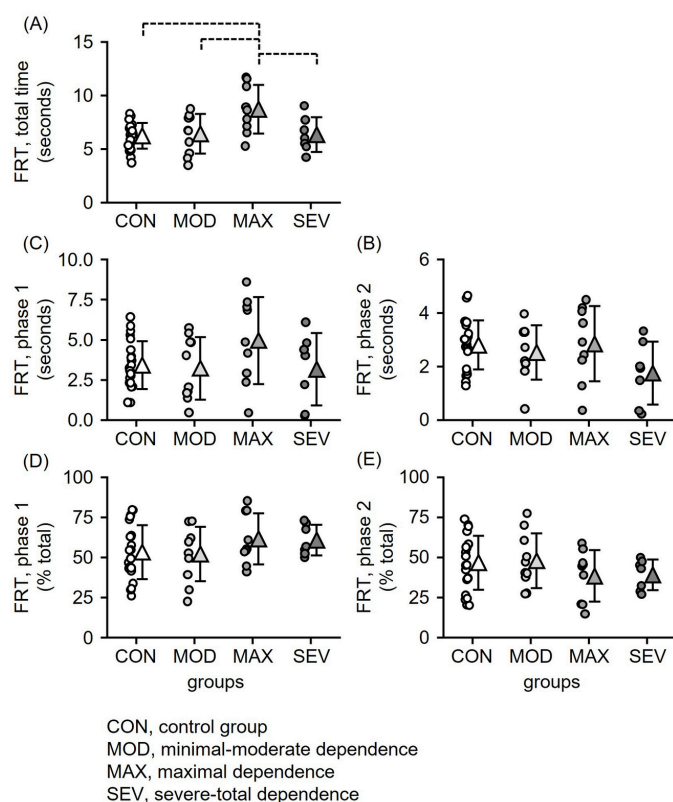 (A)
FRT, total time
(seconds)
15
10
5
0
CON MOD MAX SEV
(C)
FRT, phase 1
(seconds)
10.0
7.5
5.0
2.5
0.0
CON MOD MAX SEV
(B)
FRT, phase 2
(seconds)
6
4
2
0
CON MOD MAX SEV
(D)
FRT, phase 1
(% total)
100
75
50
25
0
CON MOD MAX SEV
groups
(E)
FRT, phase 2
(% total)
100
75
50
25
0
CON MOD MAX SEV
groups
CON, control group
MOD, minimal-moderate dependence
MAX, maximal dependence
SEV, severe-total dependence